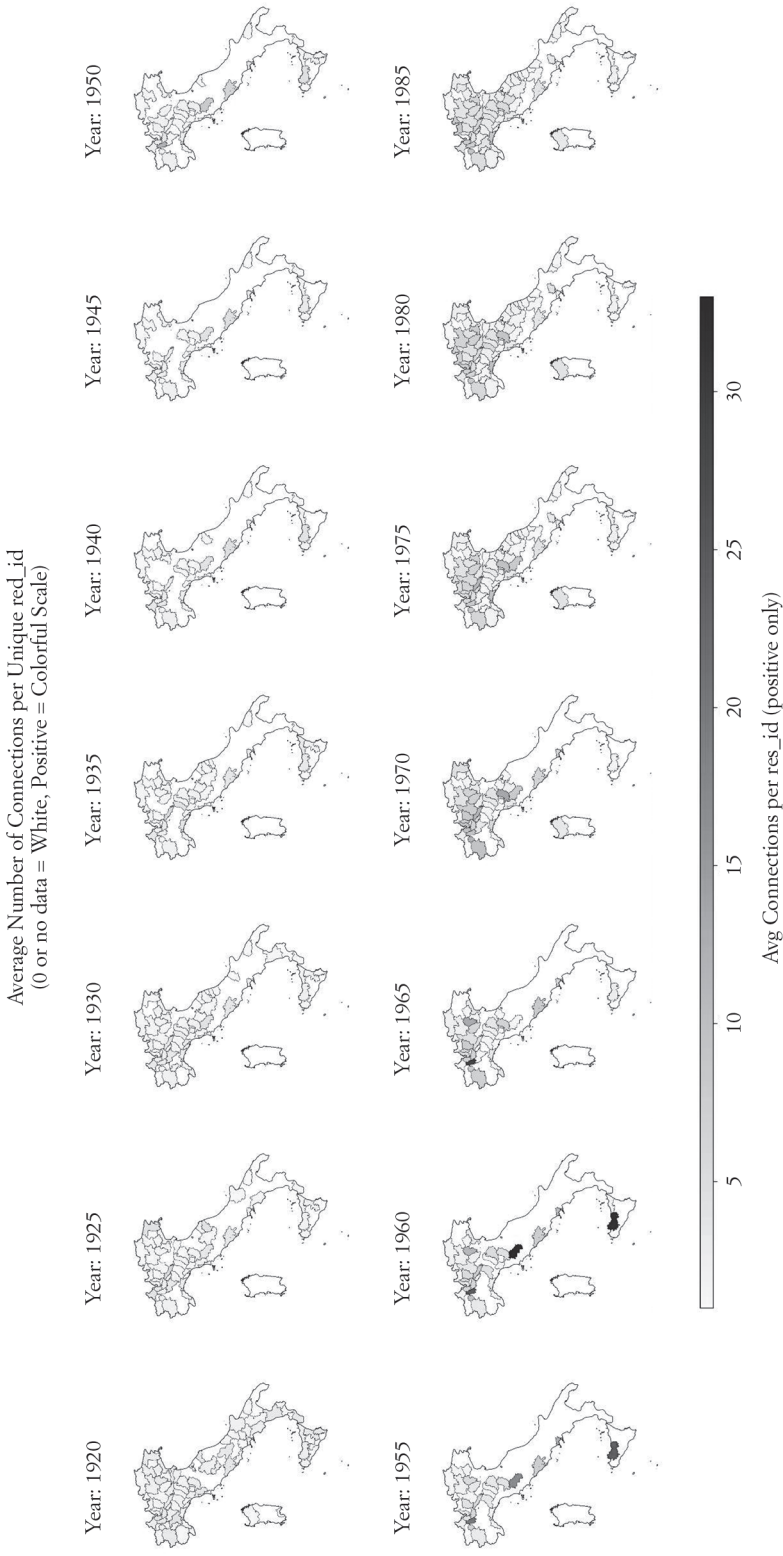 Average Number of Connections per Unique red_id
(0 or no data = White, Positive = Colorful Scale)
Year: 1920
Year: 1925
Year: 1930
Year: 1935
Year: 1940
Year: 1945
Year: 1950
Year: 1955
Year: 1960
Year: 1965
Year: 1970
Year: 1975
Year: 1980
Year: 1985
5
10
15
20
25
30
Avg Connections per res_id (positive only)